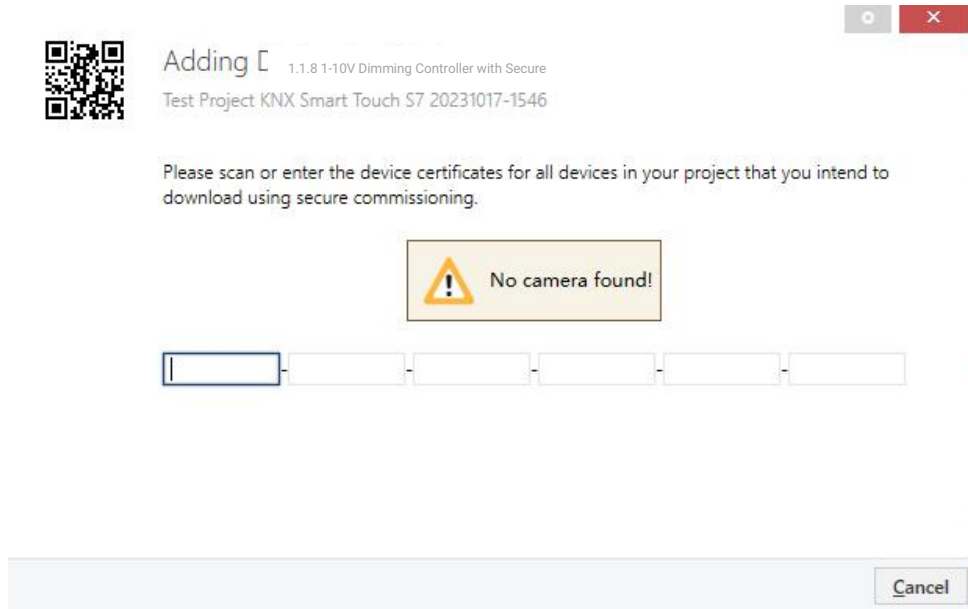 Adding D
1.1.8 1-10V Dimming Controller with Secure
Test Project KNX Smart Touch S7 20231017-1546
Please scan or enter the device certificates for all devices in your project that you intend to
download using secure commissioning.
No camera found!
- - - - -
Cancel